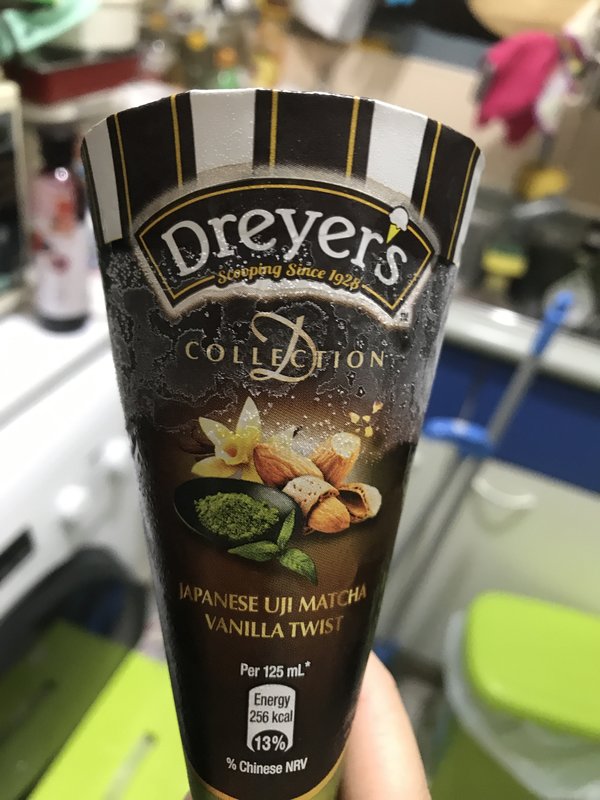 Dreyer's
Scooping Since 1928
™
D
COLLECTION
JAPANESE UJI MATCHA
VANILLA TWIST
Per 125 mL*
Energy
256 kcal
13%
% Chinese NRV